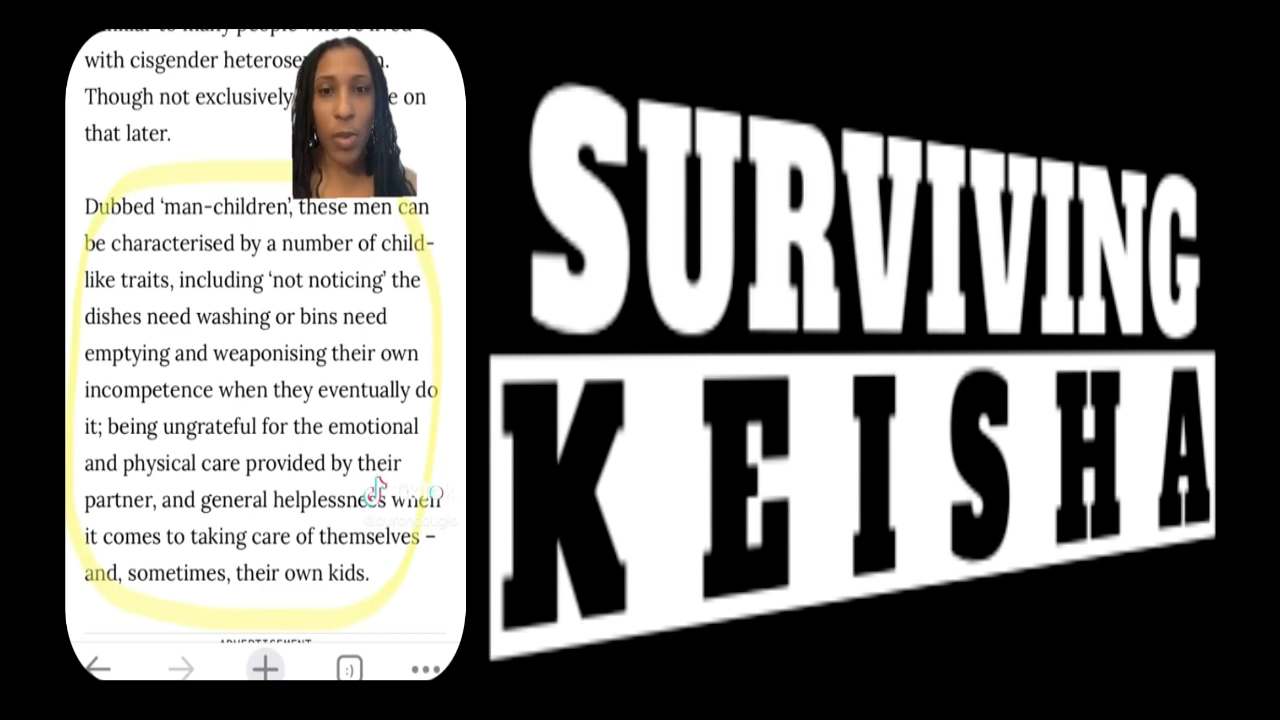 with cisgender
Though not exclusively on
that later.
Dubbed ‘man-children’, these men can
be characterised by a number of child-
like traits, including ‘not noticing’ the
dishes need washing or bins need
emptying and weaponising their own
incompetence when they eventually do
it; being ungrateful for the emotional
and physical care provided by their
partner, and general helplessness when
it comes to taking care of themselves –
and, sometimes, their own kids.
ADVERTISEMENT
SURVIVING
KEISHA